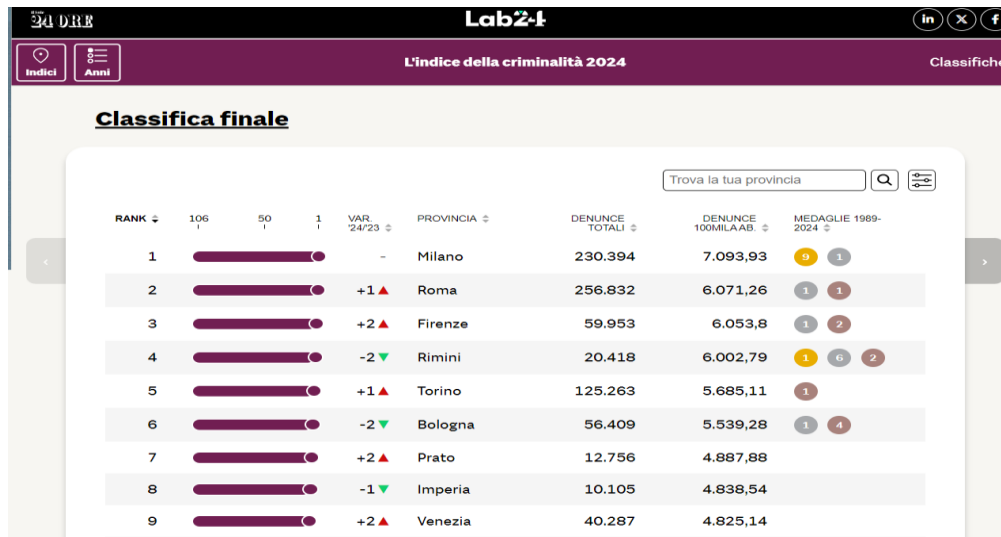 24 ORE
Lab24
in X f
Indici
Anni
L'indice della criminalità 2024
Classifiche
Classifica finale
Trova la tua provincia
RANK 106 50 1 VAR. '24/'23 PROVINCIA DENUNCE TOTALI DENUNCE 100MILA AB. MEDAGLIE 1989-2024
1 - Milano 230.394 7.093,93 9 1
2 +1 Roma 256.832 6.071,26 1 1
3 +2 Firenze 59.953 6.053,8 1 2
4 -2 Rimini 20.418 6.002,79 1 6 2
5 +1 Torino 125.263 5.685,11 1
6 -2 Bologna 56.409 5.539,28 1 4
7 +2 Prato 12.756 4.887,88
8 -1 Imperia 10.105 4.838,54
9 +2 Venezia 40.287 4.825,14